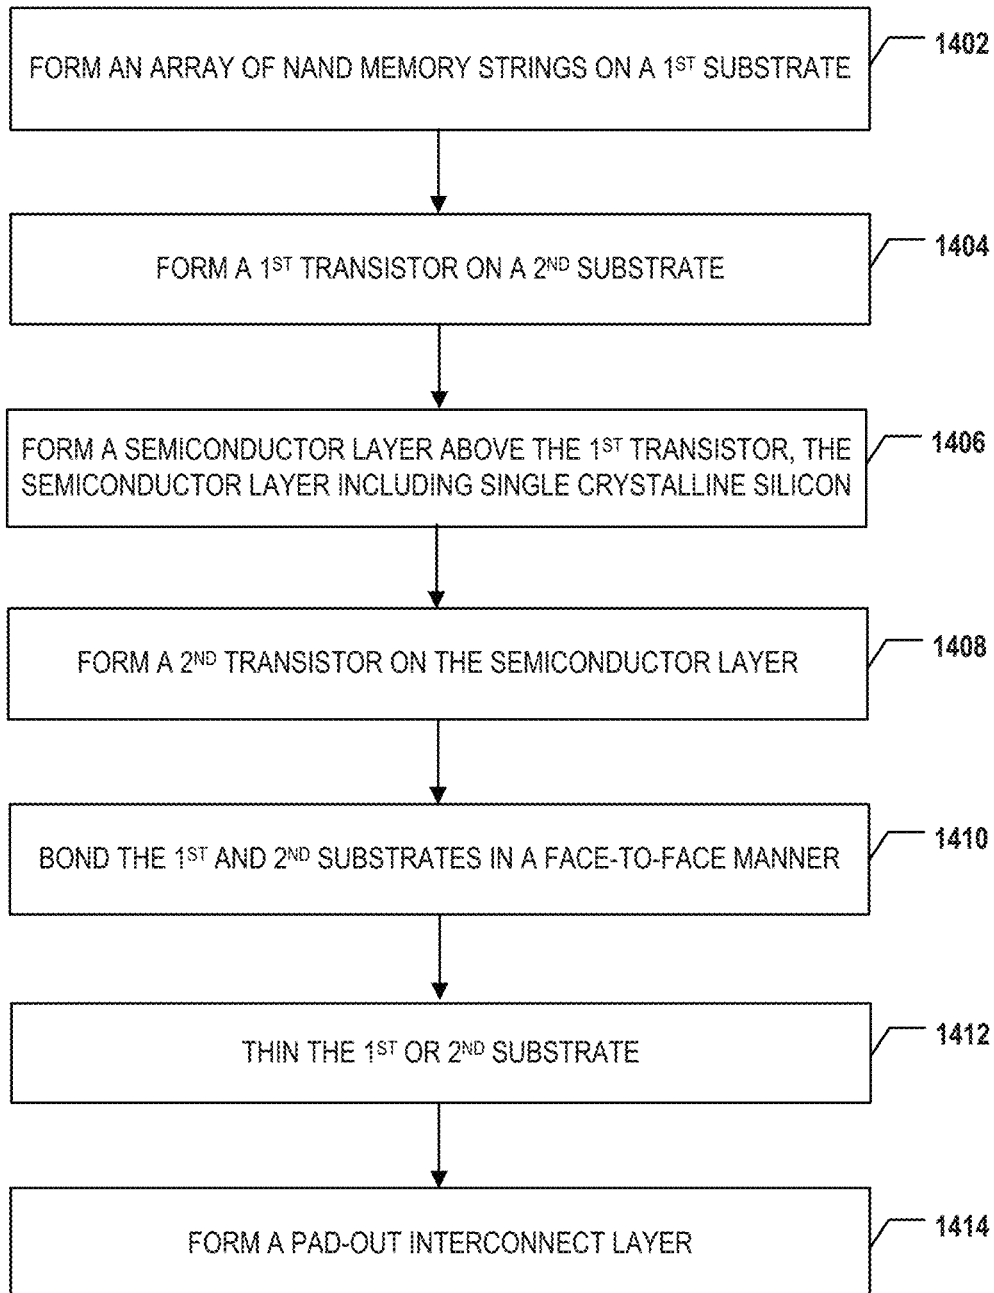 FORM AN ARRAY OF NAND MEMORY STRINGS ON A 1ST SUBSTRATE
1402
FORM A 1ST TRANSISTOR ON A 2ND SUBSTRATE
1404
FORM A SEMICONDUCTOR LAYER ABOVE THE 1ST TRANSISTOR, THE
SEMICONDUCTOR LAYER INCLUDING SINGLE CRYSTALLINE SILICON
1406
FORM A 2ND TRANSISTOR ON THE SEMICONDUCTOR LAYER
1408
BOND THE 1ST AND 2ND SUBSTRATES IN A FACE-TO-FACE MANNER
1410
THIN THE 1ST OR 2ND SUBSTRATE
1412
FORM A PAD-OUT INTERCONNECT LAYER
1414